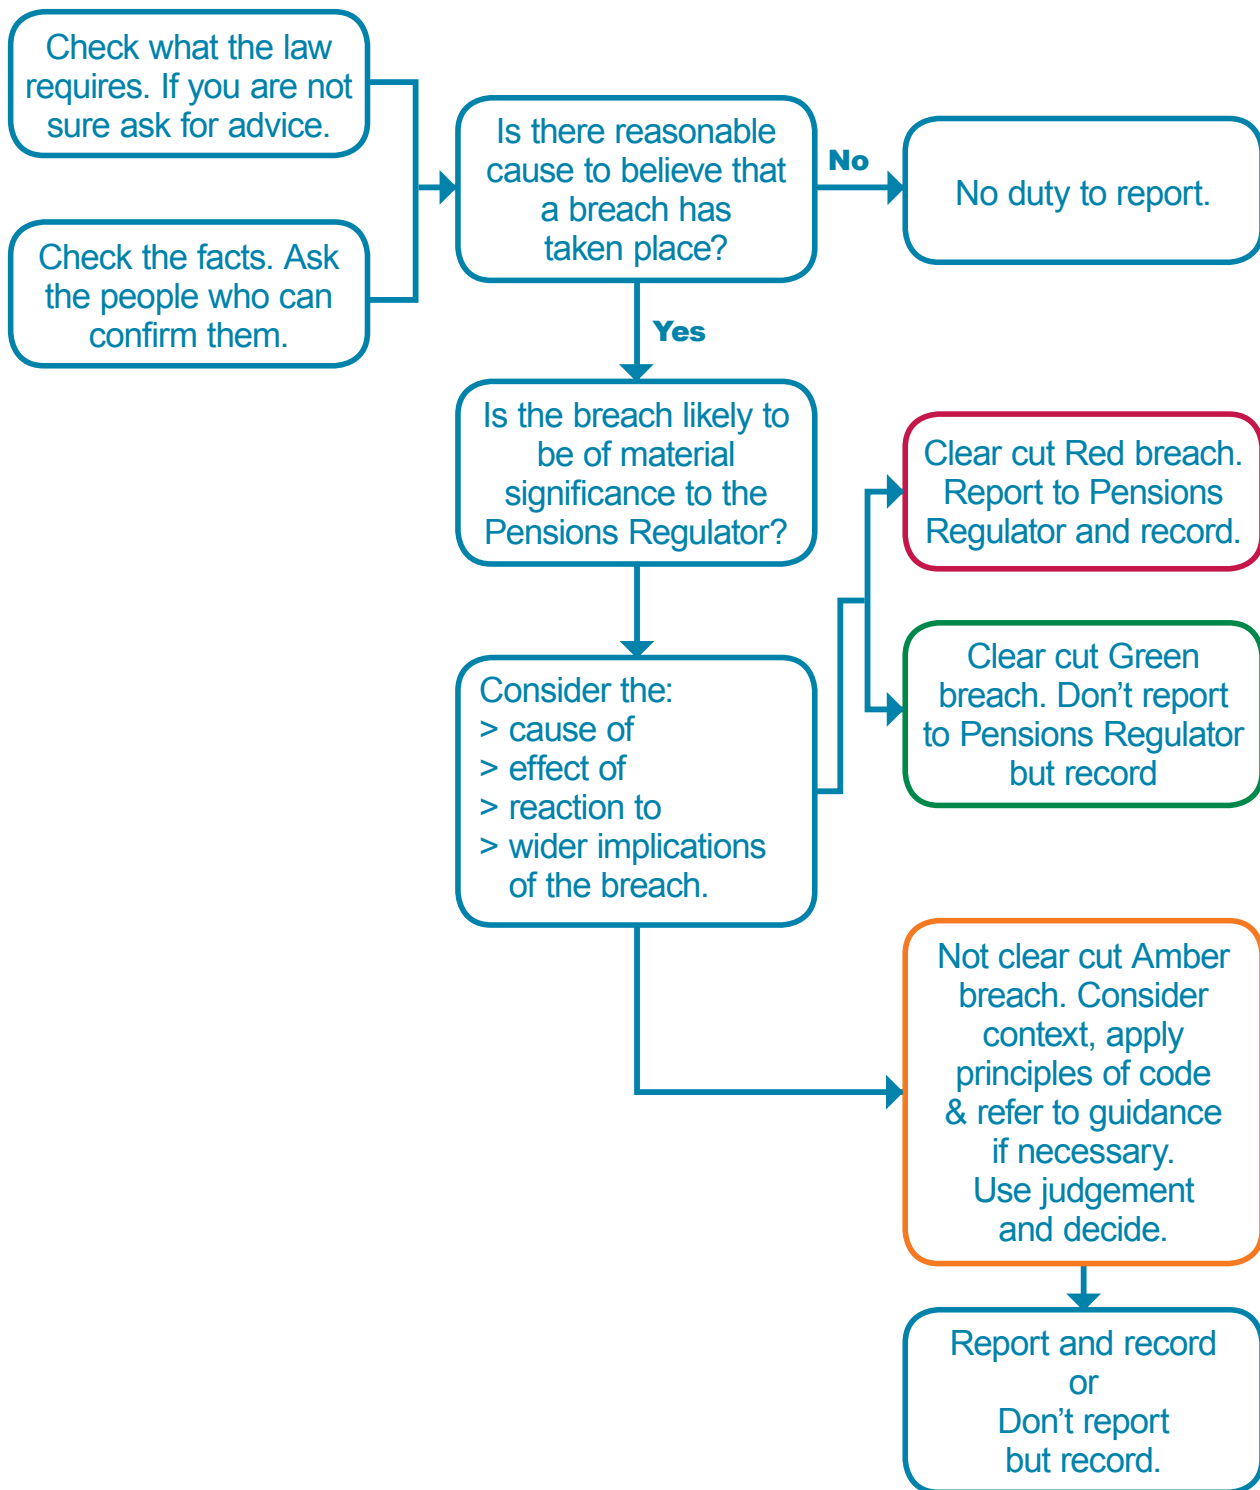 Check what the law
requires. If you are not
sure ask for advice.
Check the facts. Ask
the people who can
confirm them.
Is there reasonable
cause to believe that
a breach has
taken place?
No
No duty to report.
Yes
Is the breach likely to
be of material
significance to the
Pensions Regulator?
Consider the:
> cause of
> effect of
> reaction to
> wider implications
of the breach.
Clear cut Red breach.
Report to Pensions
Regulator and record.
Clear cut Green
breach. Don’t report
to Pensions Regulator
but record
Not clear cut Amber
breach. Consider
context, apply
principles of code
& refer to guidance
if necessary.
Use judgement
and decide.
Report and record
or
Don’t report
but record.